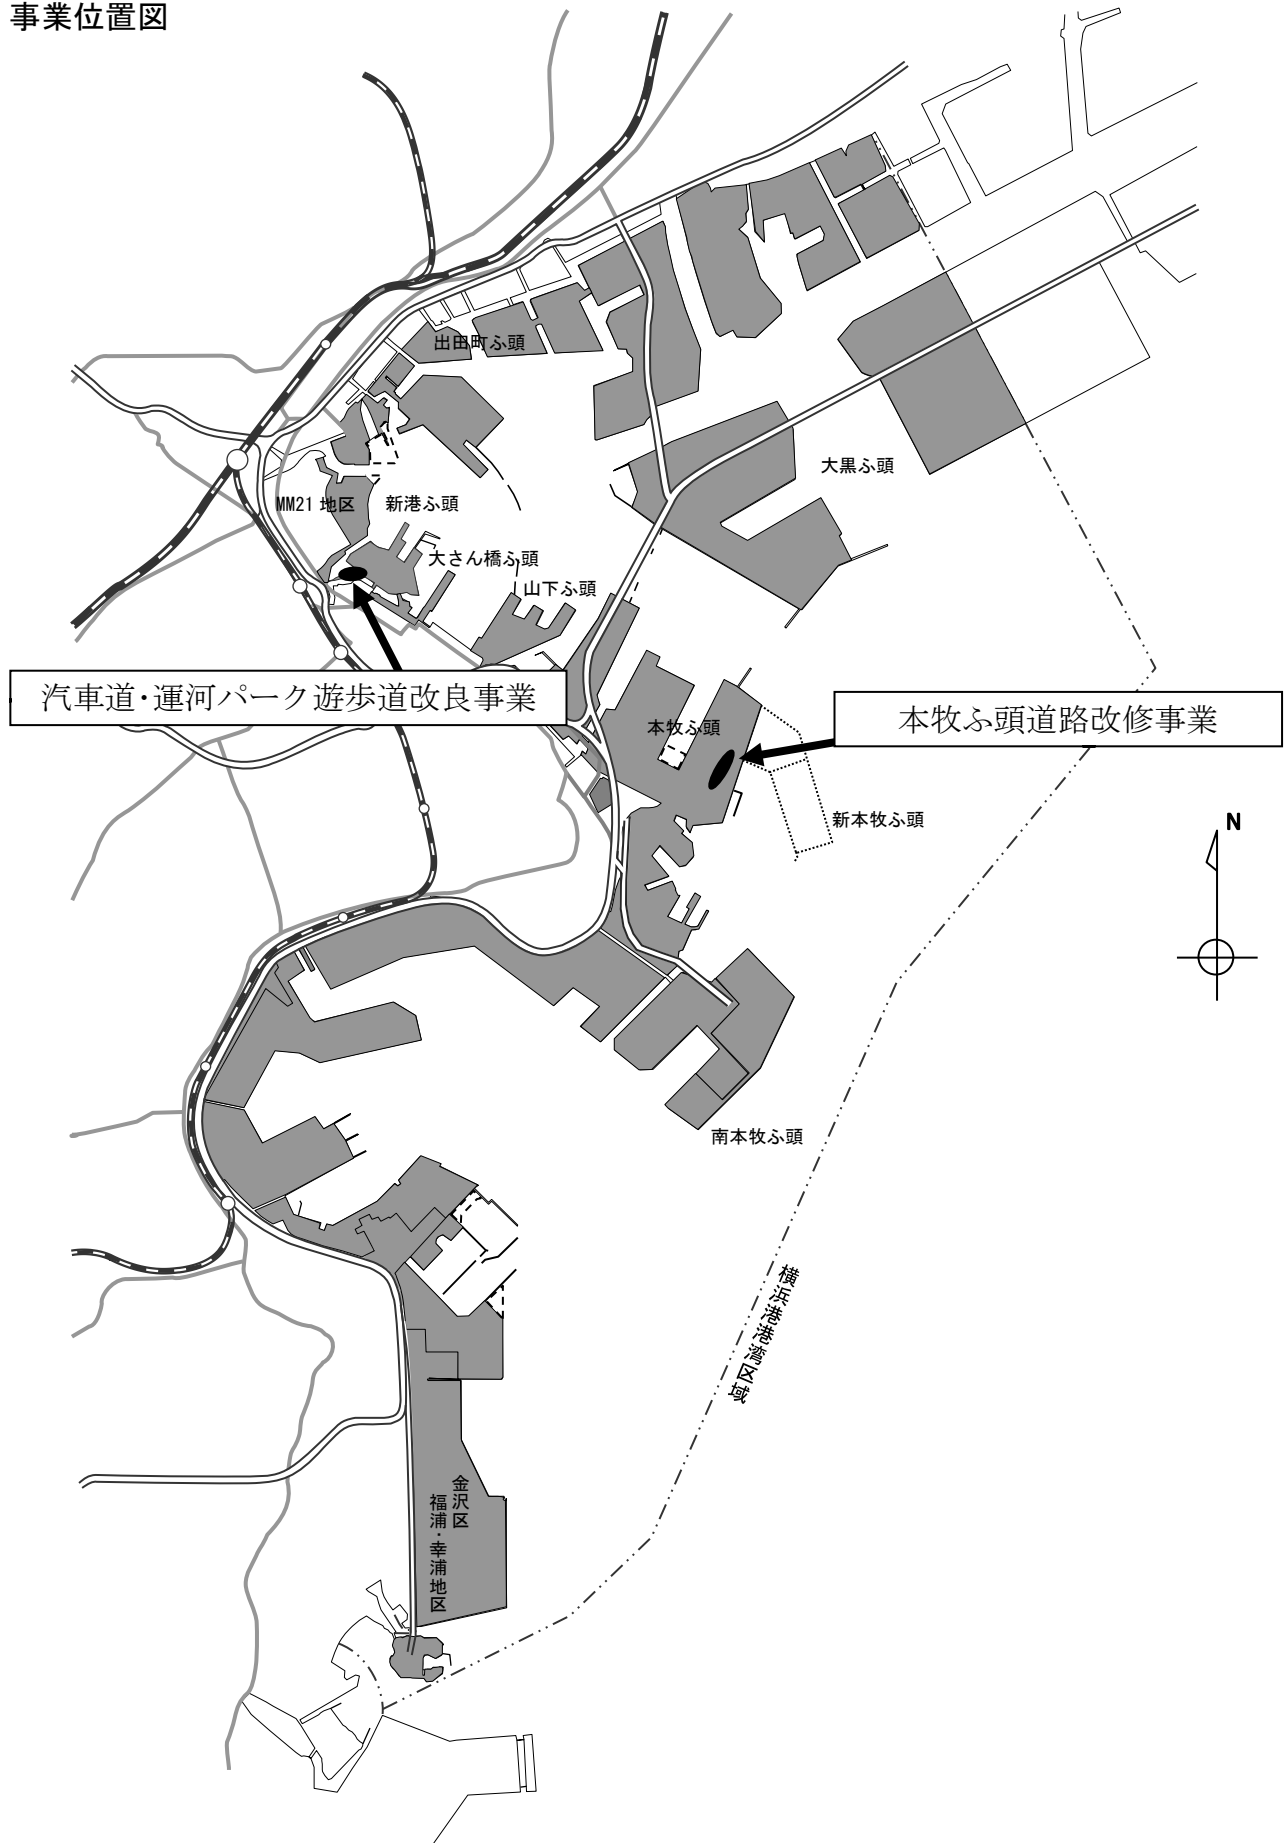 事業位置図
出田町ふ頭
大黒ふ頭
MM21 地区
新港ふ頭
大さん橋ふ頭
山下ふ頭
汽車道・運河パーク遊歩道改良事業
本牧ふ頭道路改修事業
本牧ふ頭
新本牧ふ頭
N
南本牧ふ頭
横浜港港湾区域
金沢区
福浦・幸浦地区